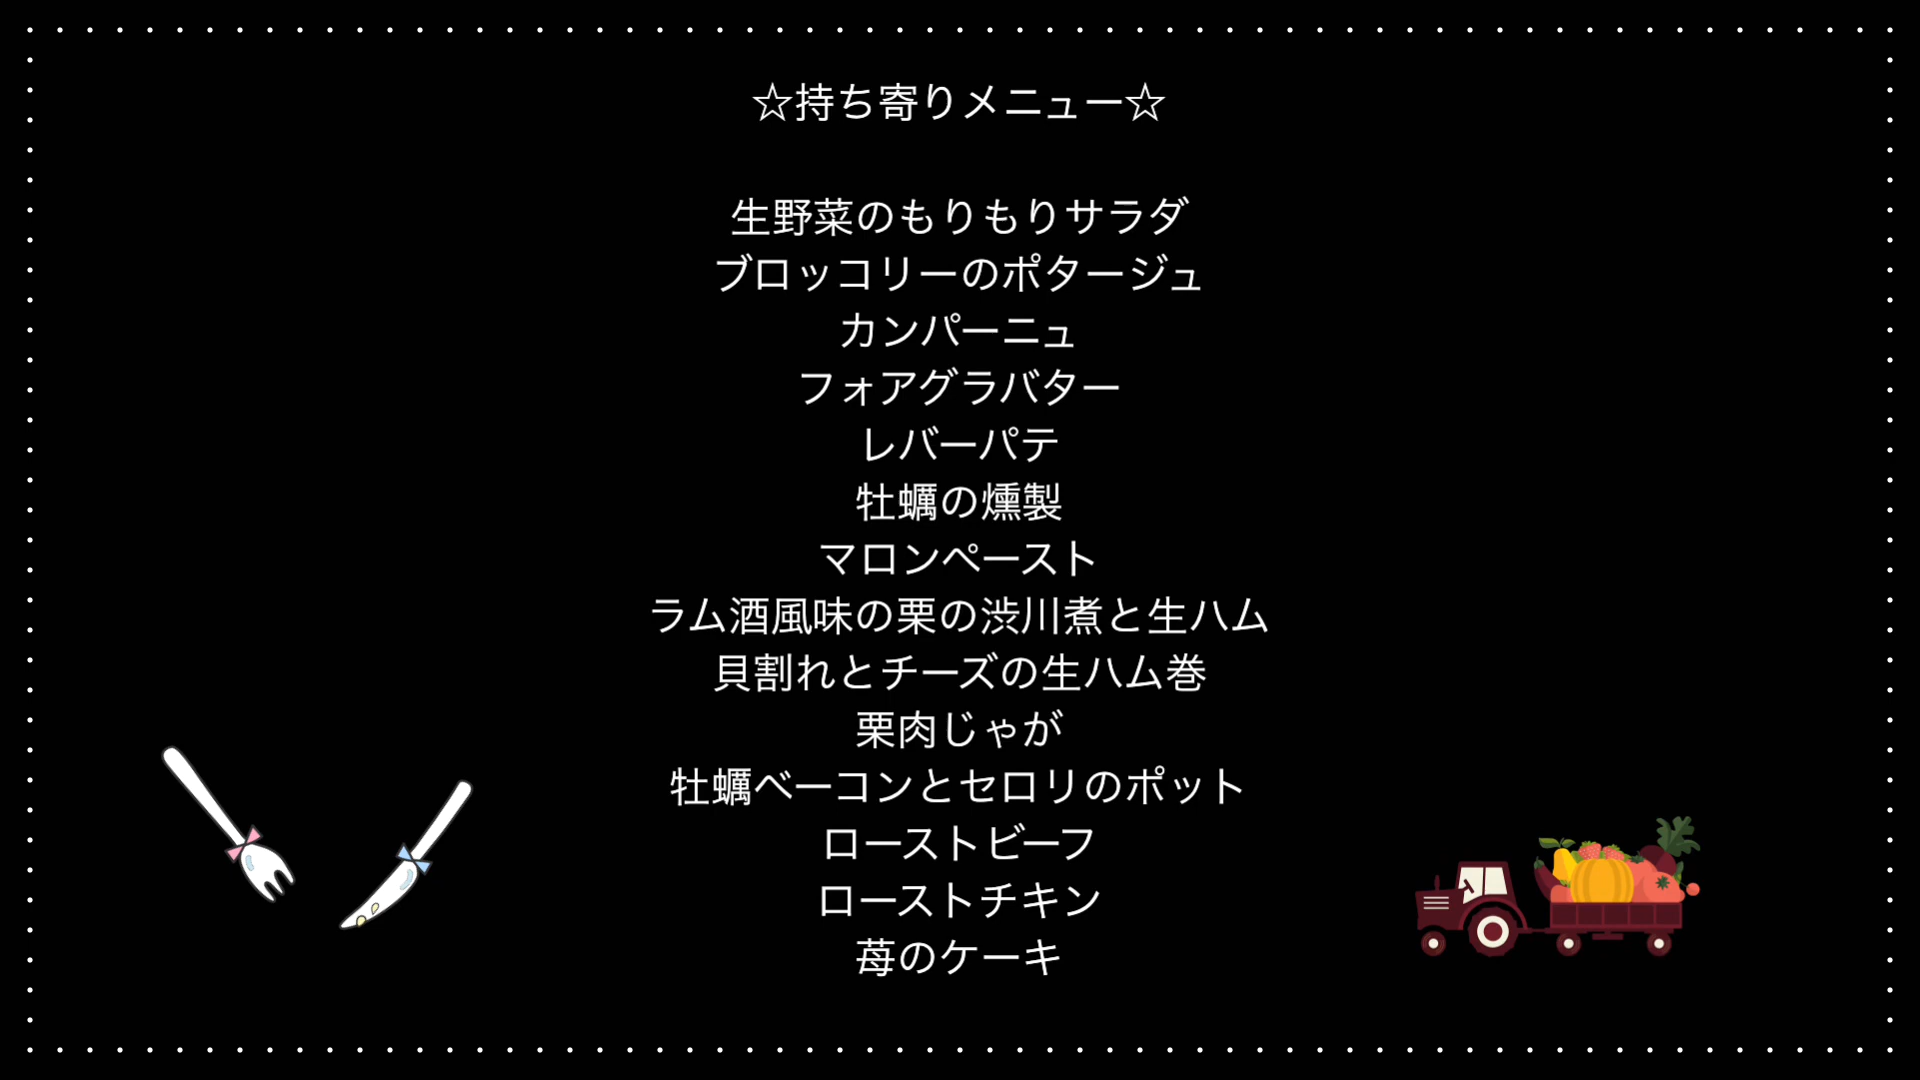 ☆持ち寄りメニュー☆
生野菜のもりもりサラダ
ブロッコリーのポタージュ
カンパーニュ
フォアグラバター
レバーパテ
牡蠣の燻製
マロンペースト
ラム酒風味の栗の渋川煮と生ハム
貝割れとチーズの生ハム巻
栗肉じゃが
牡蠣ベーコンとセロリのポット
ローストビーフ
ローストチキン
苺のケーキ